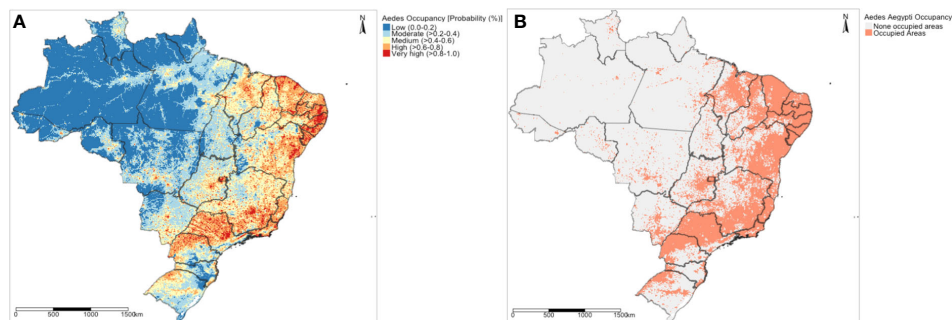 A
N
Aedes Occupancy [Probability (%)]
Low (0.0-0.2)
Moderate (>0.2-0.4)
Medium (>0.4-0.6)
High (>0.6-0,8)
Very high (>0.8-1.0)
0 500 1000 1500km
B
N
Aedes Aegypti Occupancy
None occupied areas
Occupied Areas
0 500 1000 1500km